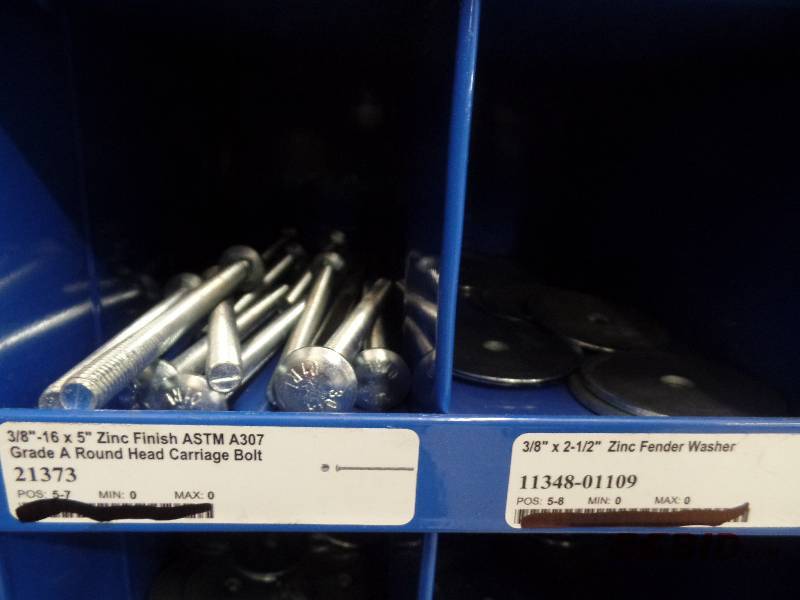 3/8"-16 x 5" Zinc Finish ASTM A307
Grade A Round Head Carriage Bolt
21373
POS: 5-7 MIN: 0 MAX: 0
3/8" x 2-1/2" Zinc Fender Washer
11348-01109
POS: 5-8 MIN: 0 MAX: 0